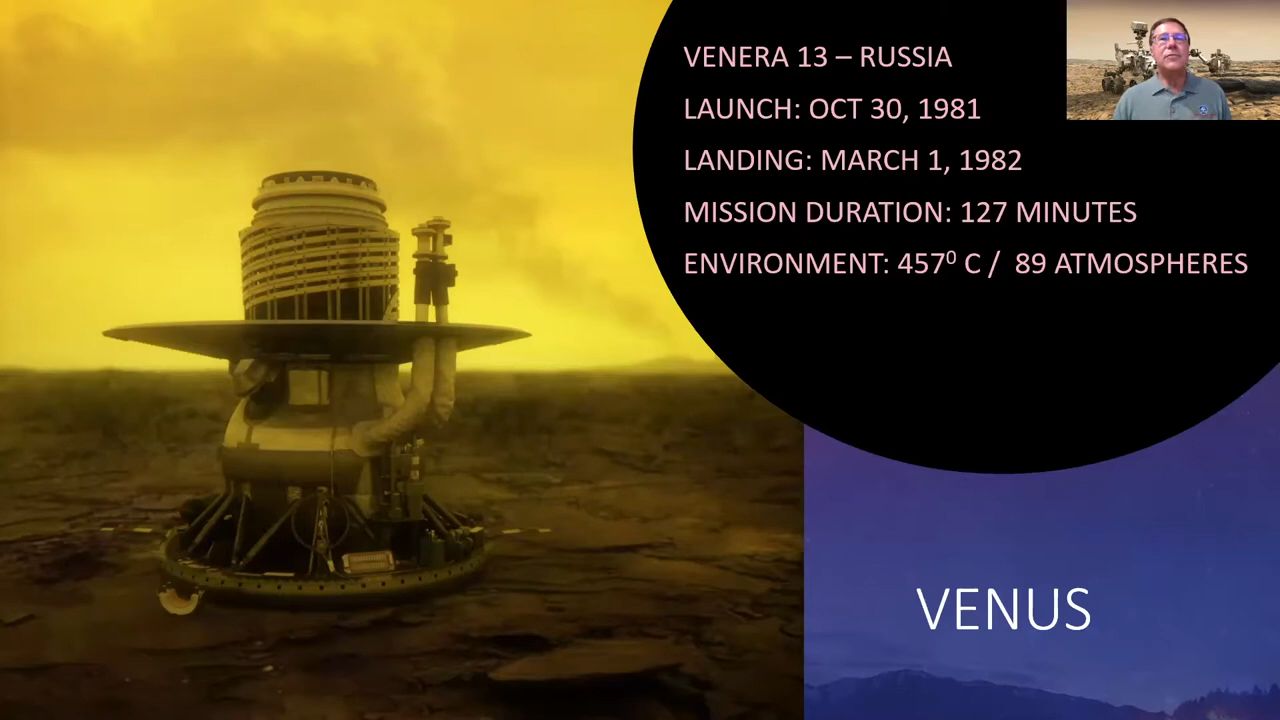 VENERA 13 – RUSSIA
LAUNCH: OCT 30, 1981
LANDING: MARCH 1, 1982
MISSION DURATION: 127 MINUTES
ENVIRONMENT: 457⁰ C /  89 ATMOSPHERES
VENUS